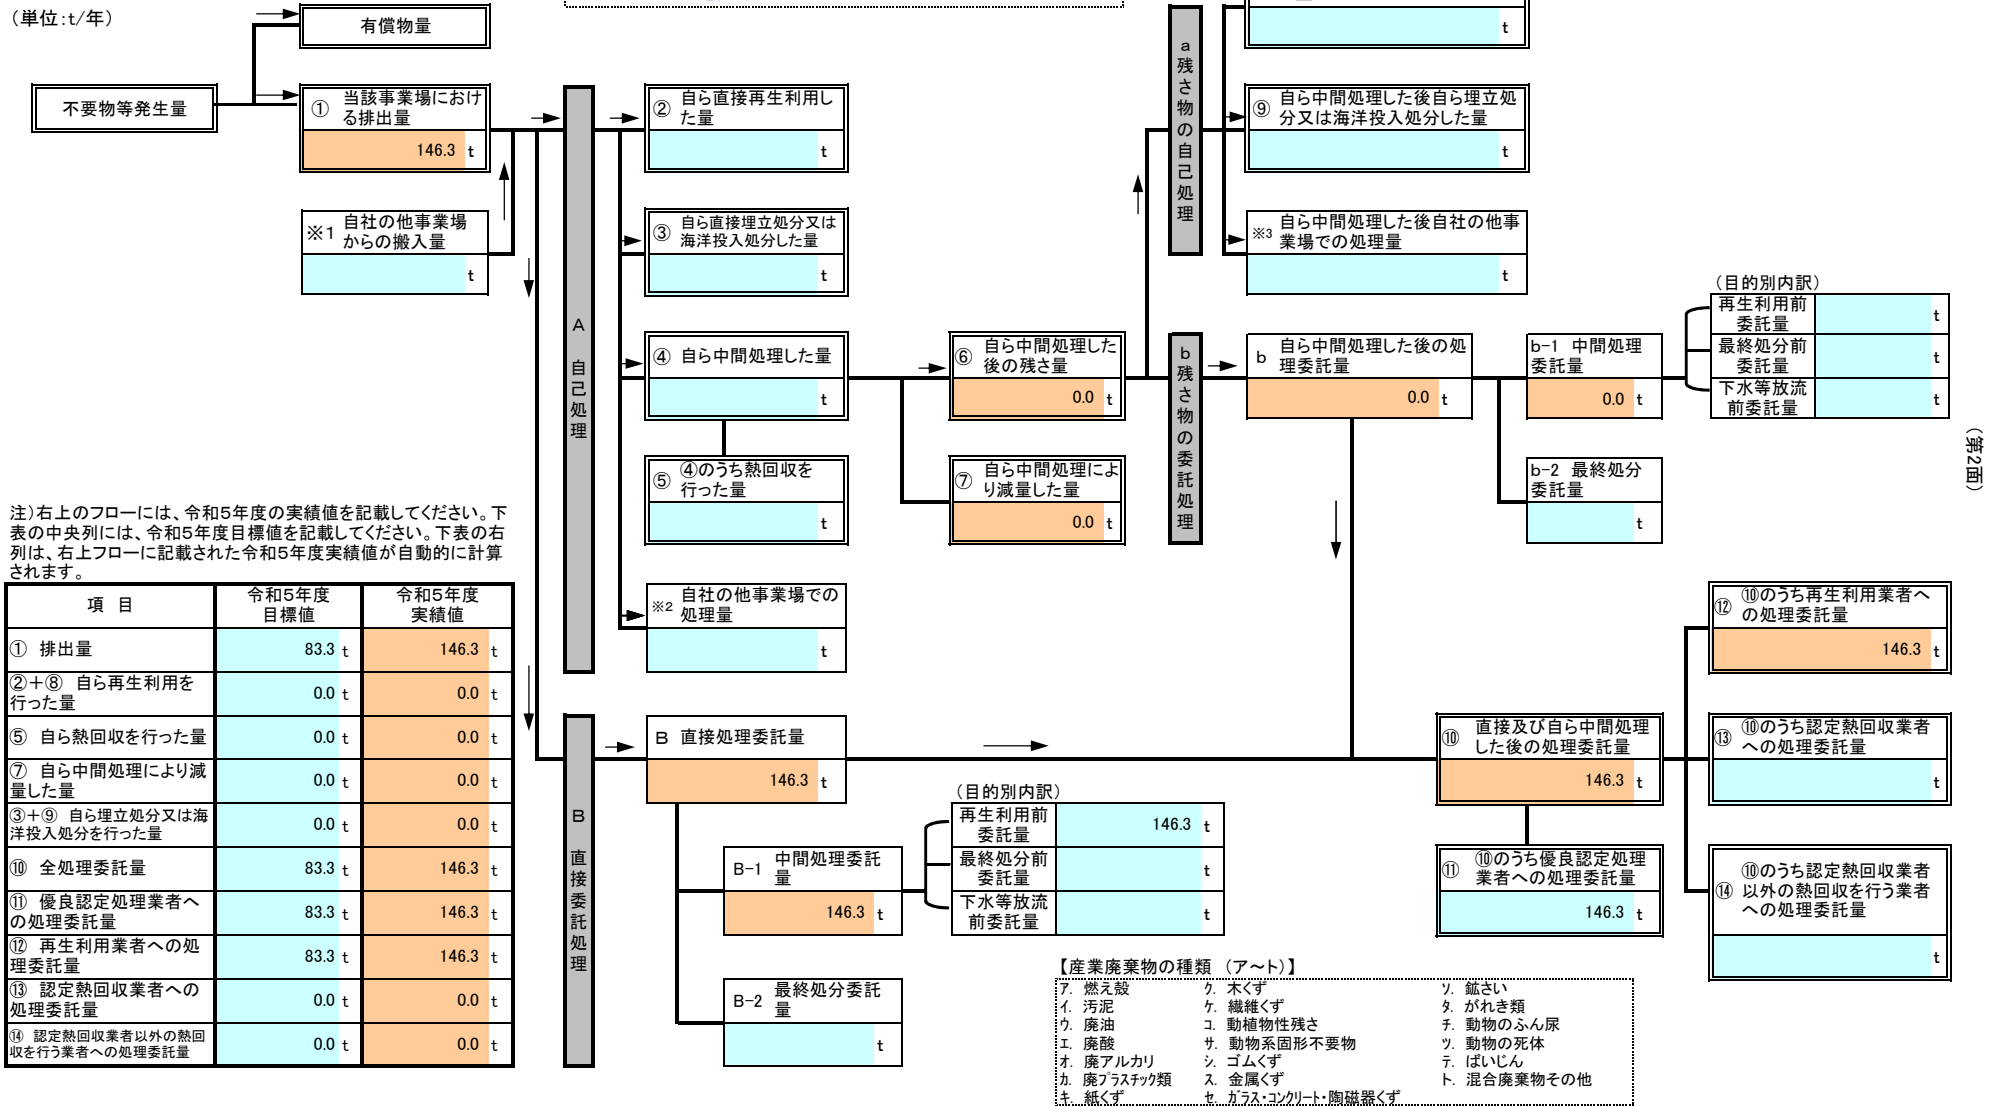 (単位:t/年)
有償物量
不要物等発生量
① 当該事業場におけ
る排出量
146.3 t
※1 自社の他事業場
からの搬入量
t
A 自己処理
② 自ら直接再生利用し
た量
t
③ 自ら直接埋立処分又は
海洋投入処分した量
t
④ 自ら中間処理した量
t
⑤ ④のうち熱回収を
行った量
t
※2 自社の他事業場での
処理量
t
⑥ 自ら中間処理した
後の残さ量
0.0 t
⑦ 自ら中間処理によ
り減量した量
0.0 t
a 残さ物の自己処理
t
⑨ 自ら中間処理した後自ら埋立処
分又は海洋投入処分した量
t
※3 自ら中間処理した後自社の他事
業場での処理量
t
b 残さ物の委託処理
b 自ら中間処理した後の処
理委託量
0.0 t
b-1 中間処理
委託量
0.0 t
b-2 最終処分
委託量
t
(目的別内訳)
再生利用前
委託量
t
最終処分前
委託量
t
下水等放流
前委託量
t
(第2面)
注)右上のフローには、令和5年度の実績値を記載してください。下
表の中央列には、令和5年度目標値を記載してください。下表の右
列は、右上フローに記載された令和5年度実績値が自動的に計算
されます。
項 目
令和5年度
目標値
令和5年度
実績値
① 排出量 83.3 t 146.3 t
②+⑧ 自ら再生利用を
行った量 0.0 t 0.0 t
⑤ 自ら熱回収を行った量 0.0 t 0.0 t
⑦ 自ら中間処理により減
量した量 0.0 t 0.0 t
③+⑨ 自ら埋立処分又は海
洋投入処分を行った量 0.0 t 0.0 t
⑩ 全処理委託量 83.3 t 146.3 t
⑪ 優良認定処理業者へ
の処理委託量 83.3 t 146.3 t
⑫ 再生利用業者への処
理委託量 83.3 t 146.3 t
⑬ 認定熱回収業者への
処理委託量 0.0 t 0.0 t
⑭ 認定熱回収業者以外の熱回
収を行う業者への処理委託量 0.0 t 0.0 t
B 直接委託処理
B 直接処理委託量
146.3 t
B-1 中間処理委託
量
146.3 t
B-2 最終処分委託
量
t
(目的別内訳)
再生利用前
委託量
146.3 t
最終処分前
委託量
t
下水等放流
前委託量
t
⑩ 直接及び自ら中間処理
した後の処理委託量
146.3 t
⑪ ⑩のうち優良認定処理
業者への処理委託量
146.3 t
⑫ ⑩のうち再生利用業者へ
の処理委託量
146.3 t
⑬ ⑩のうち認定熱回収業者
への処理委託量
t
⑭ ⑩のうち認定熱回収業者
以外の熱回収を行う業者
への処理委託量
t
【産業廃棄物の種類 (ア~ト)】
ア. 燃え殻 ク. 木くず ソ. 鉱さい
イ. 汚泥 ケ. 繊維くず タ. がれき類
ウ. 廃油 コ. 動植物性残さ チ. 動物のふん尿
エ. 廃酸 サ. 動物系固形不要物 ツ. 動物の死体
オ. 廃アルカリ シ. ゴムくず テ. ばいじん
カ. 廃プラスチック類 ス. 金属くず ト. 混合廃棄物その他
キ. 紙くず セ. ガラス・コンクリート・陶磁器くず